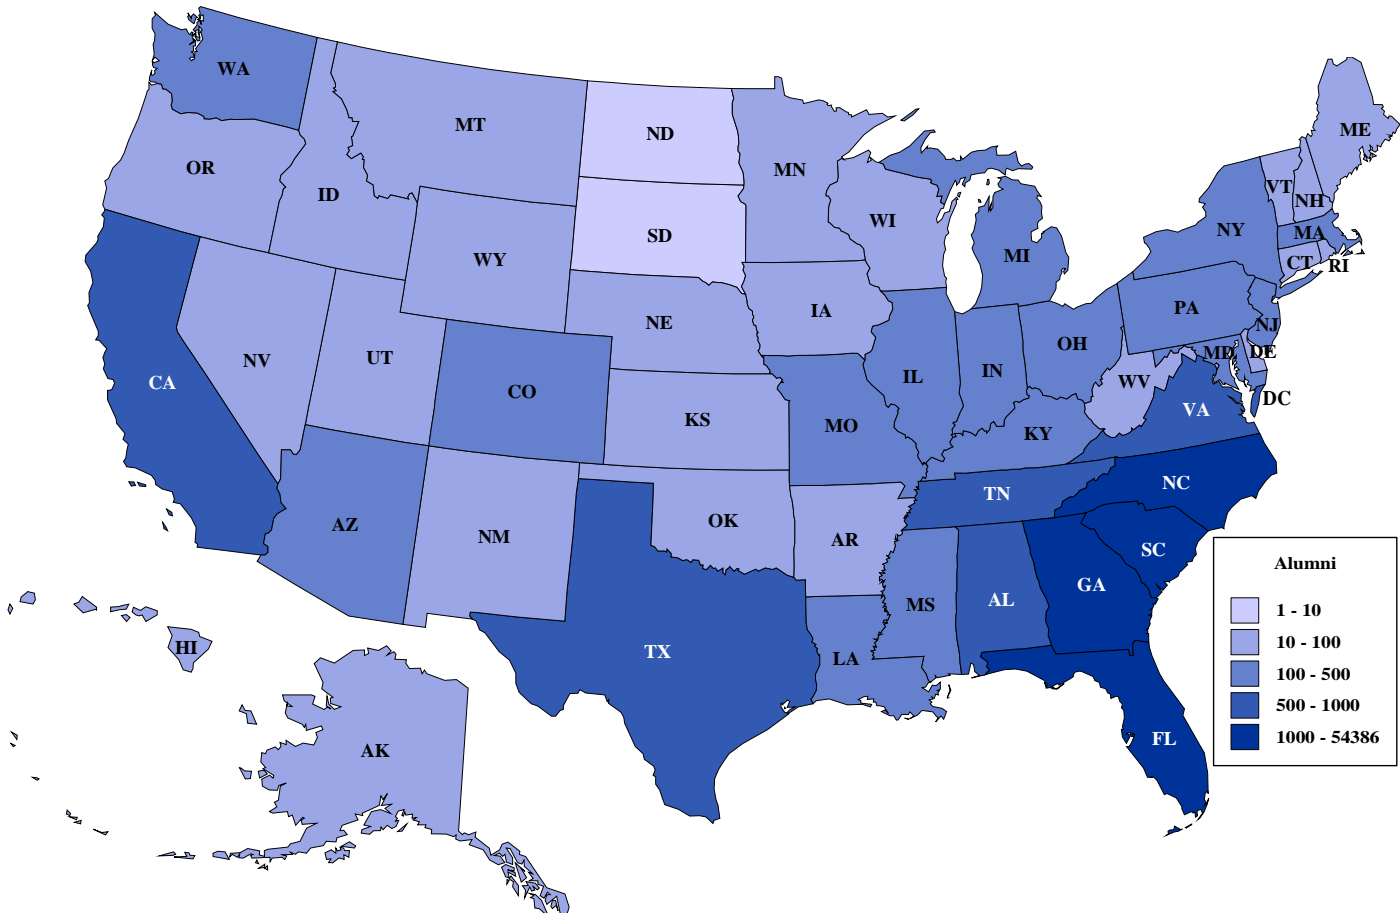 WA
MT
ND
ME
OR
ID
MN
VT
NH
WI
NY
MA
SD
WY
MI
CT
RI
IA
PA
NE
NJ
NV
UT
OH
MD
DE
CA
CO
IL
IN
WV
DC
KS
MO
KY
VA
TN
NC
AZ
OK
NM
AR
SC
GA
MS
AL
HI
TX
LA
AK
FL
Alumni
1 - 10
10 - 100
100 - 500
500 - 1000
1000 - 54386